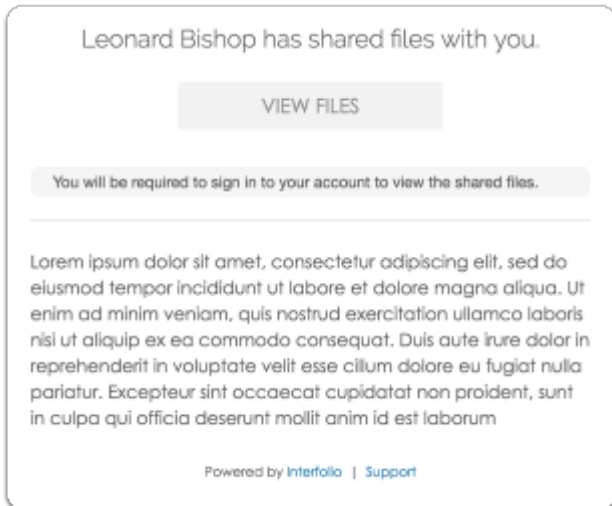 Leonard Bishop has shared files with you.
VIEW FILES
You will be required to sign in to your account to view the shared files.
Lorem ipsum dolor sit amet, consectetur adipiscing elit, sed do
eiusmod tempor incididunt ut labore et dolore magna aliqua. Ut
enim ad minim veniam, quis nostrud exercitation ullamco laboris
nisi ut aliquip ex ea commodo consequat. Duis aute irure dolor in
reprehenderit in voluptate velit esse cillum dolore eu fugiat nulla
pariatur. Excepteur sint occaecat cupidatat non proident, sunt
in culpa qui officia deserunt mollit anim id est laborum
Powered by Interfolio | Support